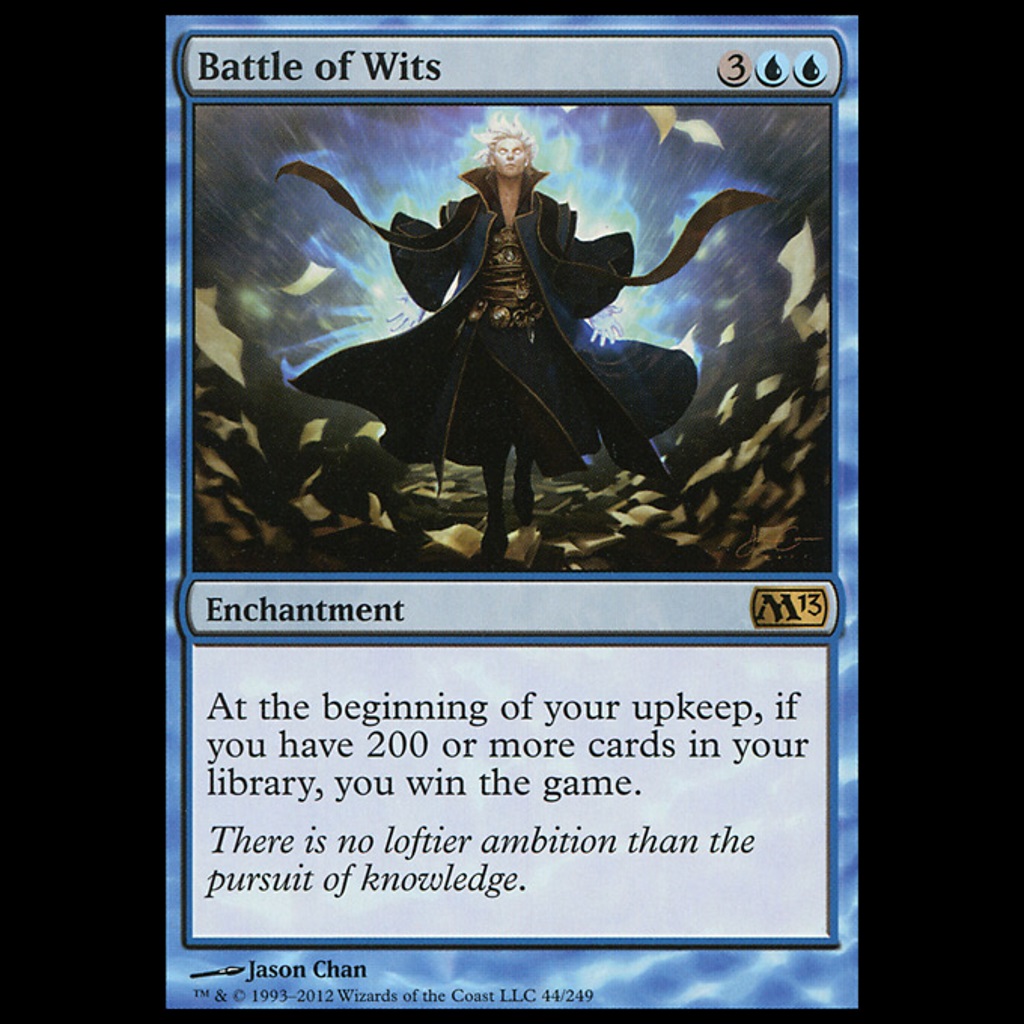 Battle of Wits 3
Enchantment M13
At the beginning of your upkeep, if
you have 200 or more cards in your
library, you win the game.
There is no loftier ambition than the
pursuit of knowledge.
Jason Chan
™ & © 1993–2012 Wizards of the Coast LLC 44/249